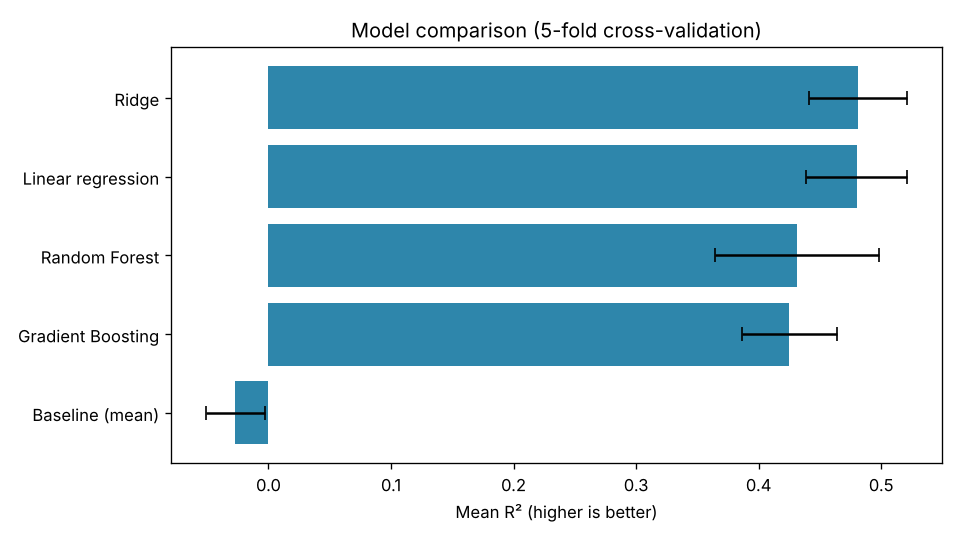 Model comparison (5-fold cross-validation)
Ridge
Linear regression
Random Forest
Gradient Boosting
Baseline (mean)
0.0 0.1 0.2 0.3 0.4 0.5
Mean R² (higher is better)